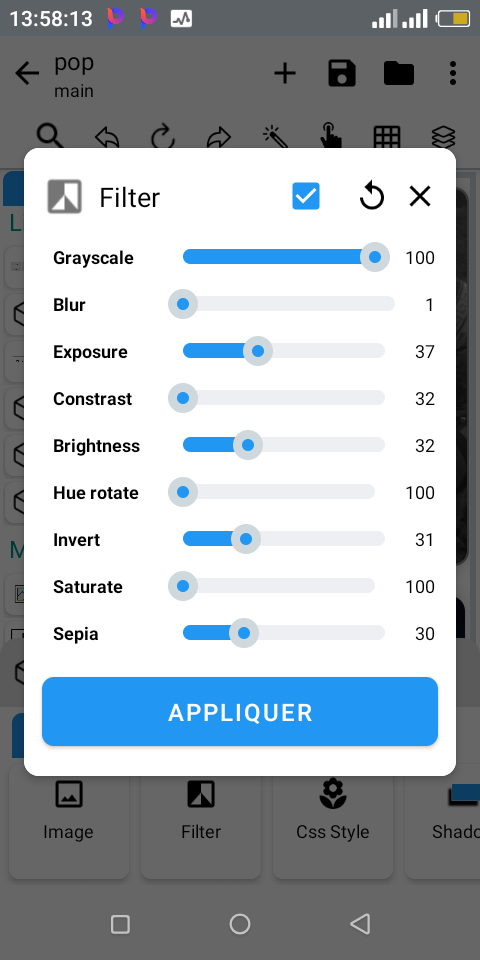 13:58:13
pop
main
Filter
Grayscale 100
Blur 1
Exposure 37
Constrast 32
Brightness 32
Hue rotate 100
Invert 31
Saturate 100
Sepia 30
APPLIQUER
Image Filter Css Style